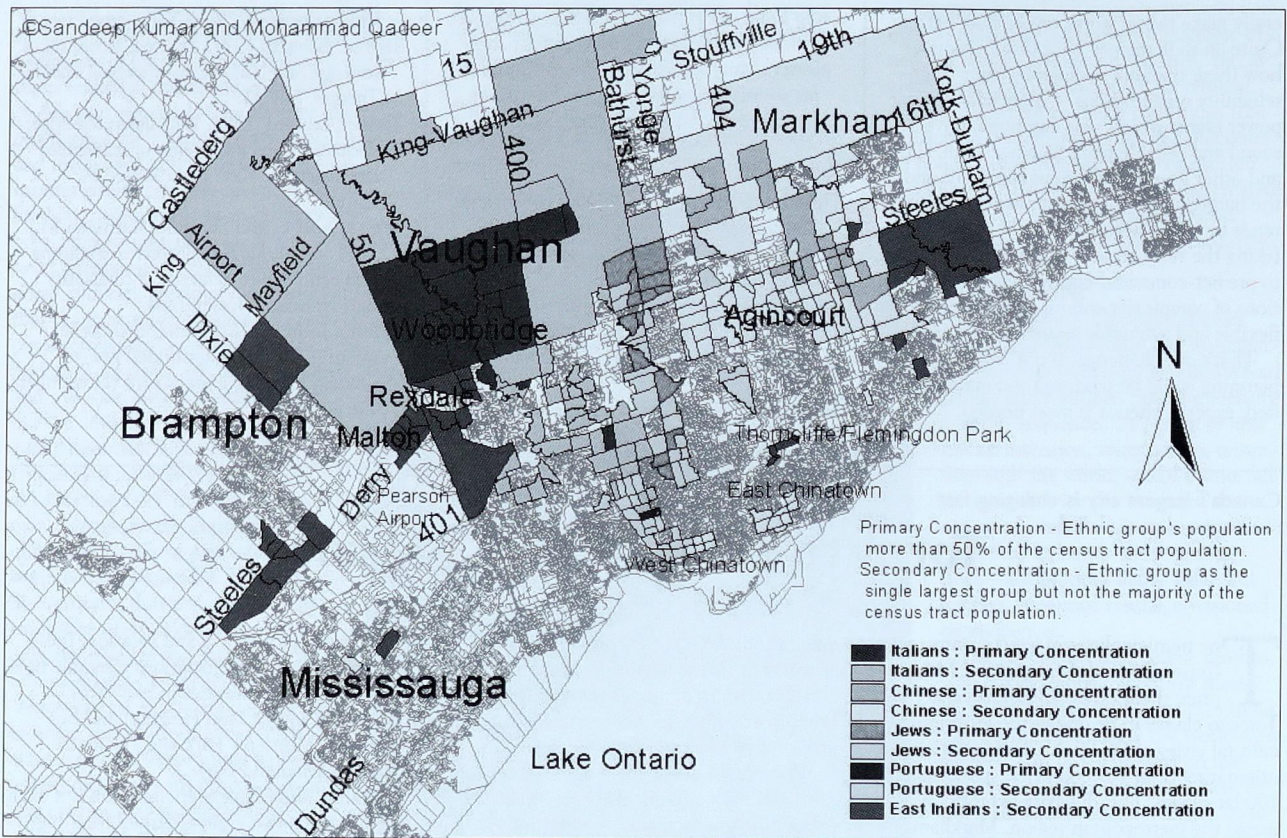 ©Sandeep Kumar and Mohammad Qadeer
15
Stouffville
19th
Bathurst
Yonge
404
York-Durham
Markham
16th
King-Vaughan
400
Castlederg
Airport
King
Mayfield
50
Vaughan
Steeles
Dixie
Woodbridge
Agincourt
Rexdale
Brampton
Malton
Thorncliffe/Flemingdon Park
Derry
Pearson
Airport
401
East Chinatown
West Chinatown
Steeles
Mississauga
Lake Ontario
Dundas
N
Primary Concentration - Ethnic group's population
more than 50% of the census tract population.
Secondary Concentration - Ethnic group as the
single largest group but not the majority of the
census tract population.
Italians : Primary Concentration
Italians : Secondary Concentration
Chinese : Primary Concentration
Chinese : Secondary Concentration
Jews : Primary Concentration
Jews : Secondary Concentration
Portuguese : Primary Concentration
Portuguese : Secondary Concentration
East Indians : Secondary Concentration